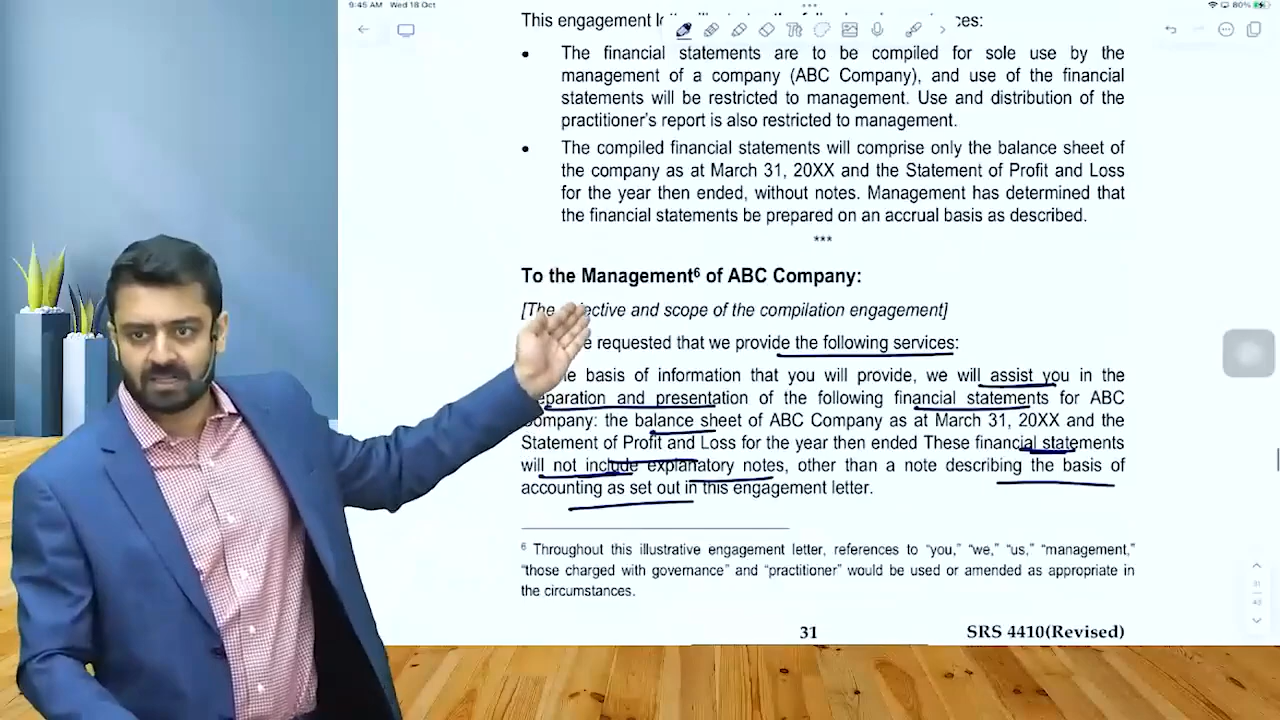 9:45 AM Wed 18 Oct
80%
This engagement
ces:
• The financial statements are to be compiled for sole use by the
management of a company (ABC Company), and use of the financial
statements will be restricted to management. Use and distribution of the
practitioner's report is also restricted to management.
• The compiled financial statements will comprise only the balance sheet of
the company as at March 31, 20XX and the Statement of Profit and Loss
for the year then ended, without notes. Management has determined that
the financial statements be prepared on an accrual basis as described.
***
To the Management⁶ of ABC Company:
[The ective and scope of the compilation engagement]
e requested that we provide the following services:
e basis of information that you will provide, we will assist you in the
eparation and presentation of the following financial statements for ABC
ompany: the balance sheet of ABC Company as at March 31, 20XX and the
Statement of Profit and Loss for the year then ended These financial statements
will not include explanatory notes, other than a note describing the basis of
accounting as set out in this engagement letter.
⁶ Throughout this illustrative engagement letter, references to “you,” “we,” “us,” “management,”
“those charged with governance” and “practitioner” would be used or amended as appropriate in
the circumstances.
31 SRS 4410(Revised)
31